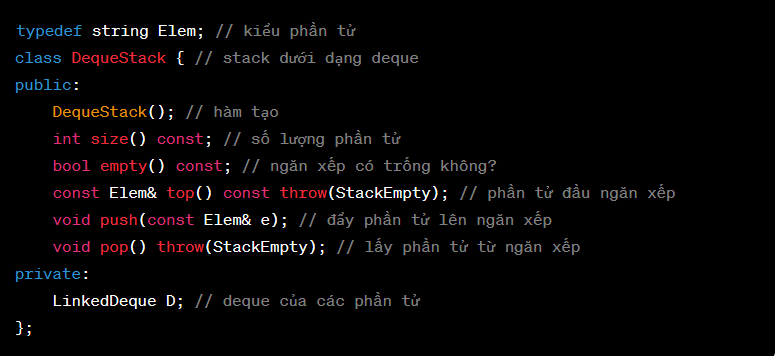 typedef string Elem; // kiểu phần tử
class DequeStack { // stack dưới dạng deque
public:
    DequeStack(); // hàm tạo
    int size() const; // số lượng phần tử
    bool empty() const; // ngăn xếp có trống không?
    const Elem& top() const throw(StackEmpty); // phần tử đầu ngăn xếp
    void push(const Elem& e); // đẩy phần tử lên ngăn xếp
    void pop() throw(StackEmpty); // lấy phần tử từ ngăn xếp
private:
    LinkedDeque D; // deque của các phần tử
};